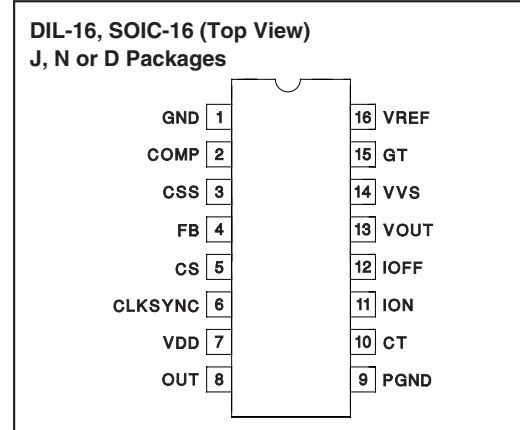 DIL-16, SOIC-16 (Top View)
J, N or D Packages
GND 1 16 VREF
COMP 2 15 GT
CSS 3 14 VVS
FB 4 13 VOUT
CS 5 12 IOFF
CLKSYNC 6 11 ION
VDD 7 10 CT
OUT 8 9 PGND